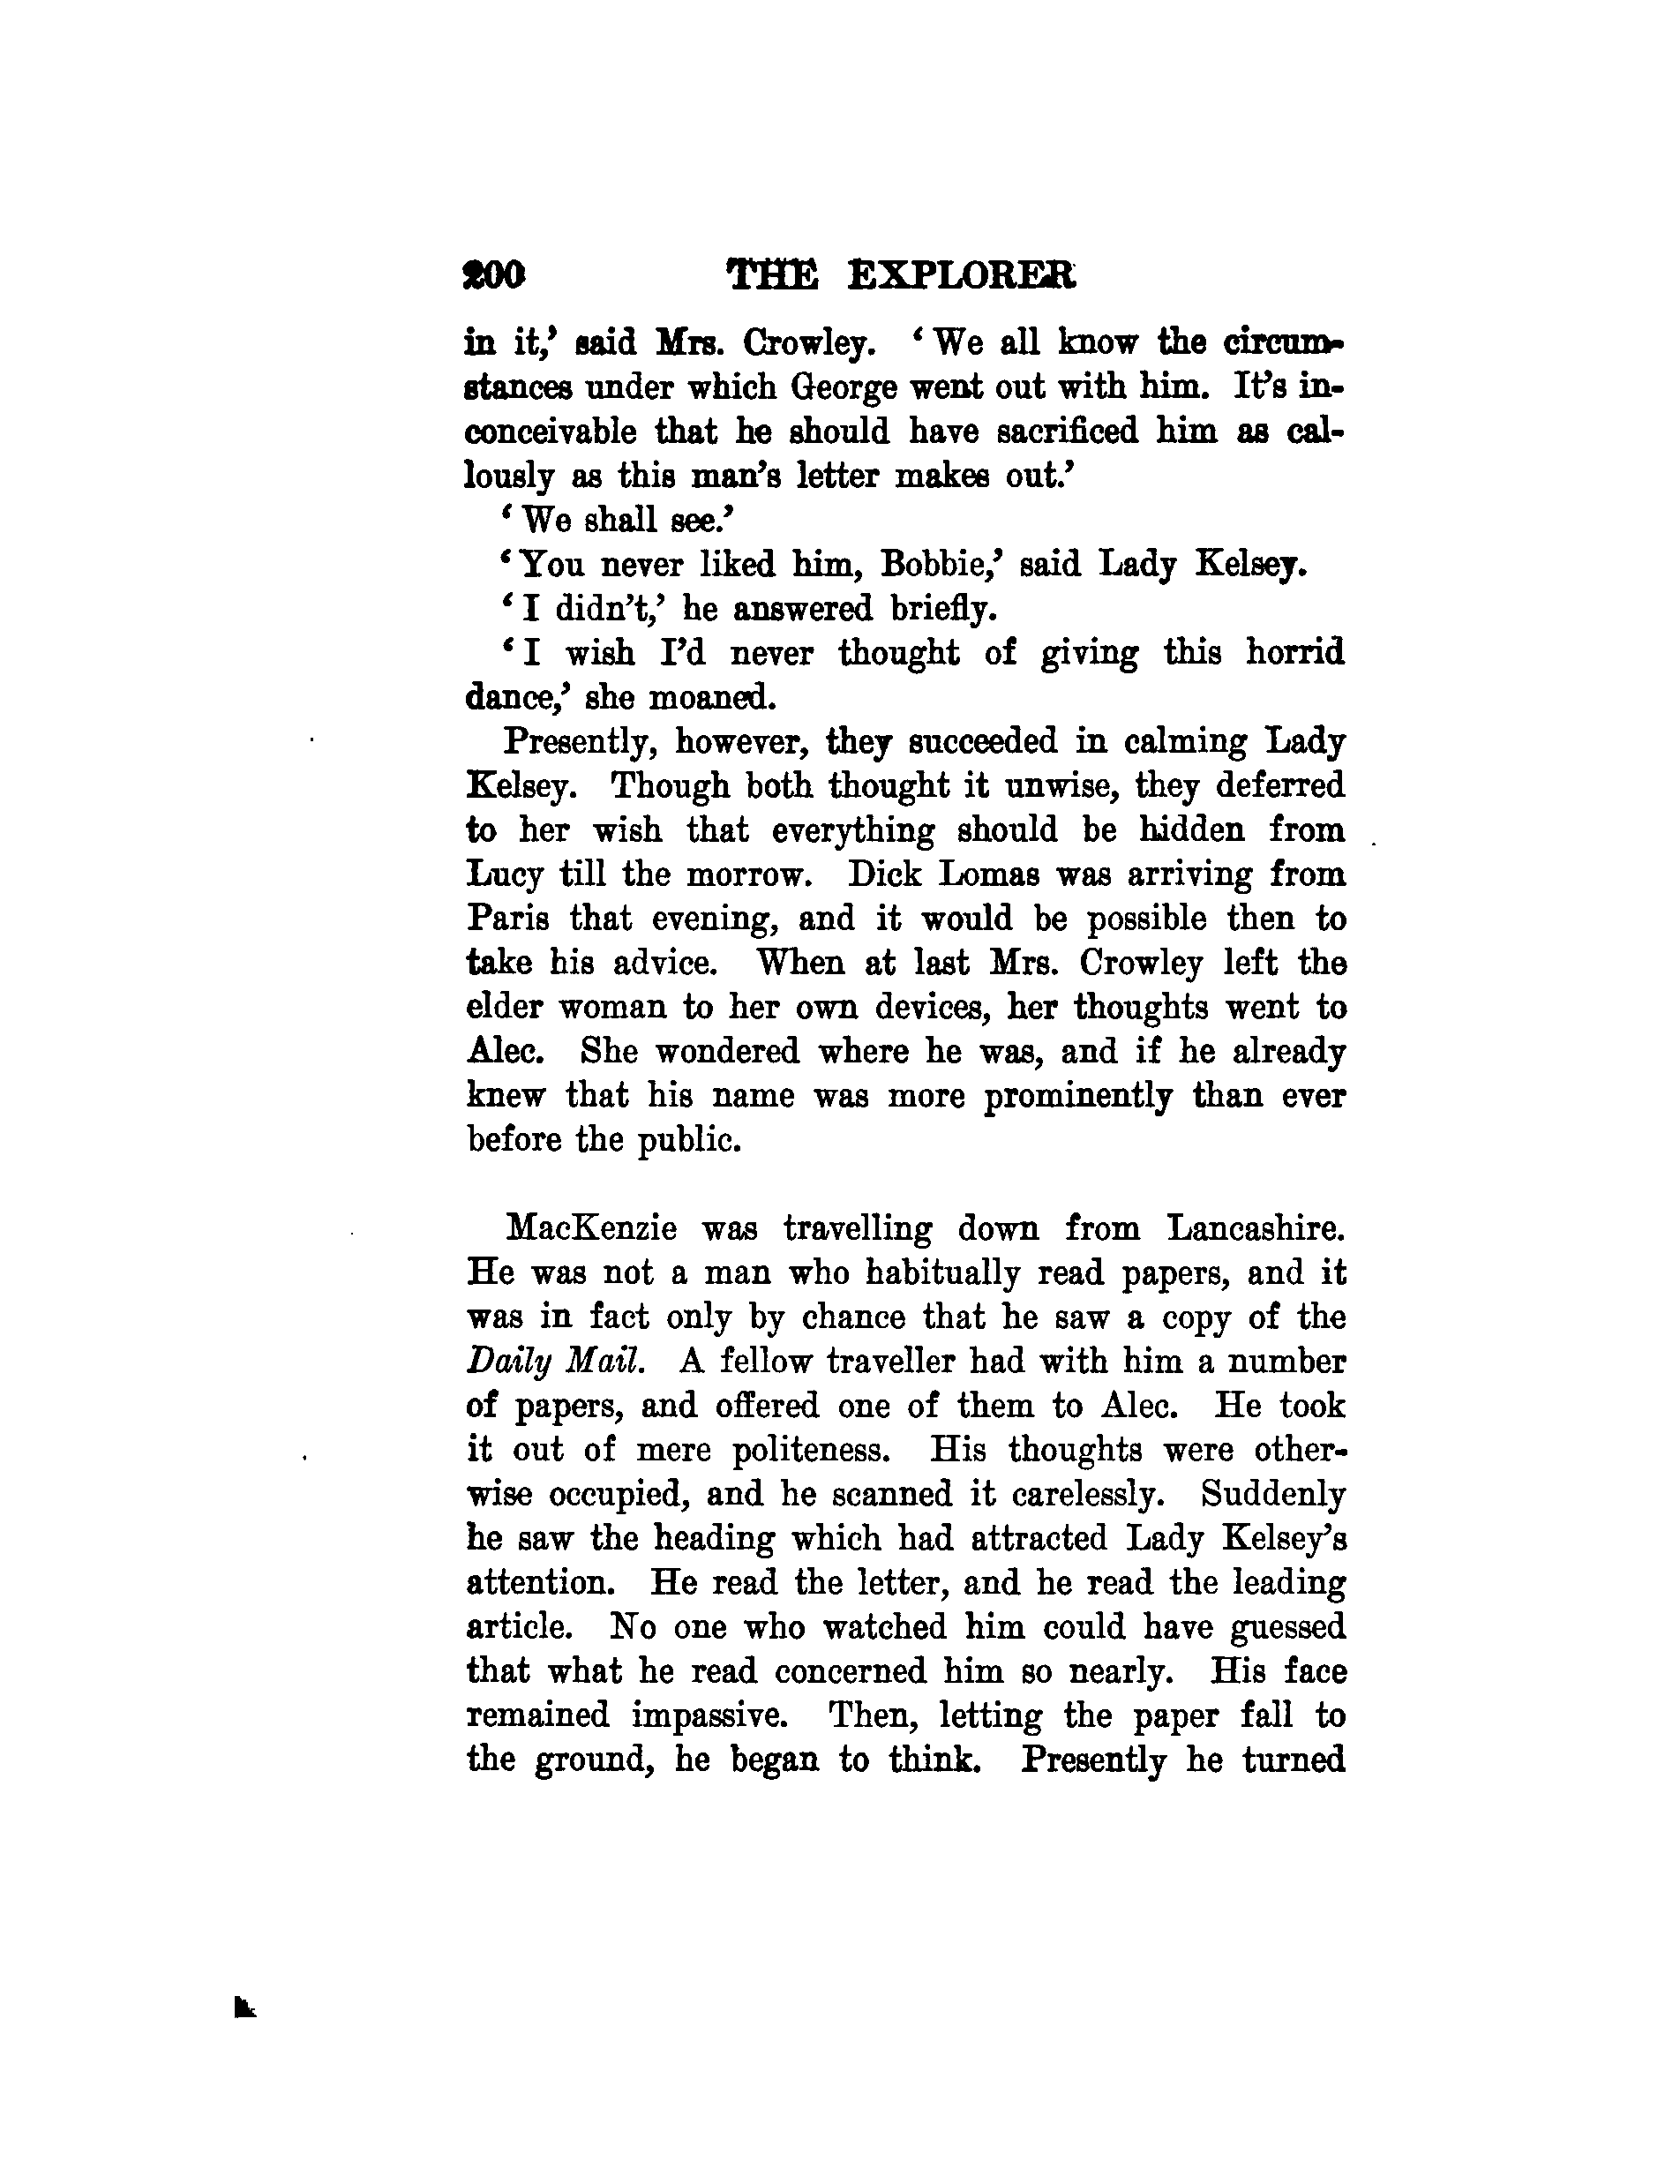 200 THE EXPLORER
in it,’ said Mrs. Crowley. ‘We all know the circum-
stances under which George went out with him. It’s in-
conceivable that he should have sacrificed him as cal-
lously as this man’s letter makes out.’
‘We shall see.’
‘You never liked him, Bobbie,’ said Lady Kelsey.
‘I didn’t,’ he answered briefly.
‘I wish I’d never thought of giving this horrid
dance,’ she moaned.
Presently, however, they succeeded in calming Lady
Kelsey. Though both thought it unwise, they deferred
to her wish that everything should be hidden from
Lucy till the morrow. Dick Lomas was arriving from
Paris that evening, and it would be possible then to
take his advice. When at last Mrs. Crowley left the
elder woman to her own devices, her thoughts went to
Alec. She wondered where he was, and if he already
knew that his name was more prominently than ever
before the public.
MacKenzie was travelling down from Lancashire.
He was not a man who habitually read papers, and it
was in fact only by chance that he saw a copy of the
Daily Mail. A fellow traveller had with him a number
of papers, and offered one of them to Alec. He took
it out of mere politeness. His thoughts were other-
wise occupied, and he scanned it carelessly. Suddenly
he saw the heading which had attracted Lady Kelsey’s
attention. He read the letter, and he read the leading
article. No one who watched him could have guessed
that what he read concerned him so nearly. His face
remained impassive. Then, letting the paper fall to
the ground, he began to think. Presently he turned